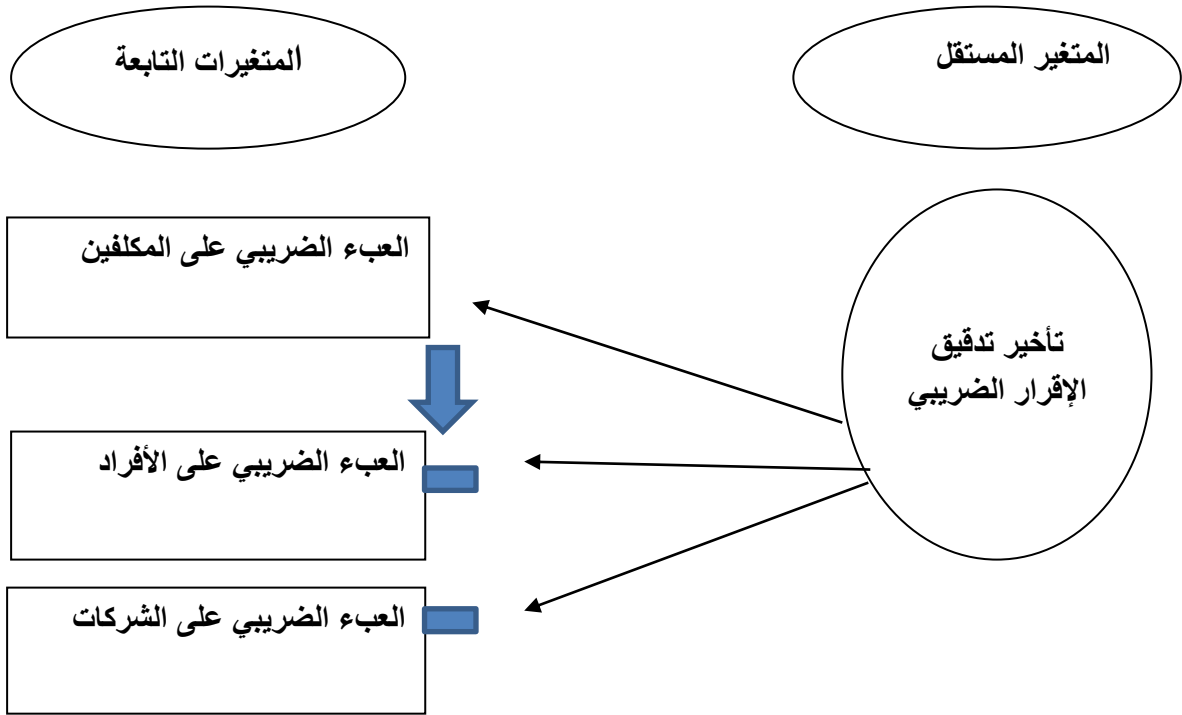 المتغير المستقل
المتغيرات التابعة
تأخير تدقيق
الإقرار الضريبي
العبء الضريبي على المكلفين
العبء الضريبي على الأفراد
العبء الضريبي على الشركات